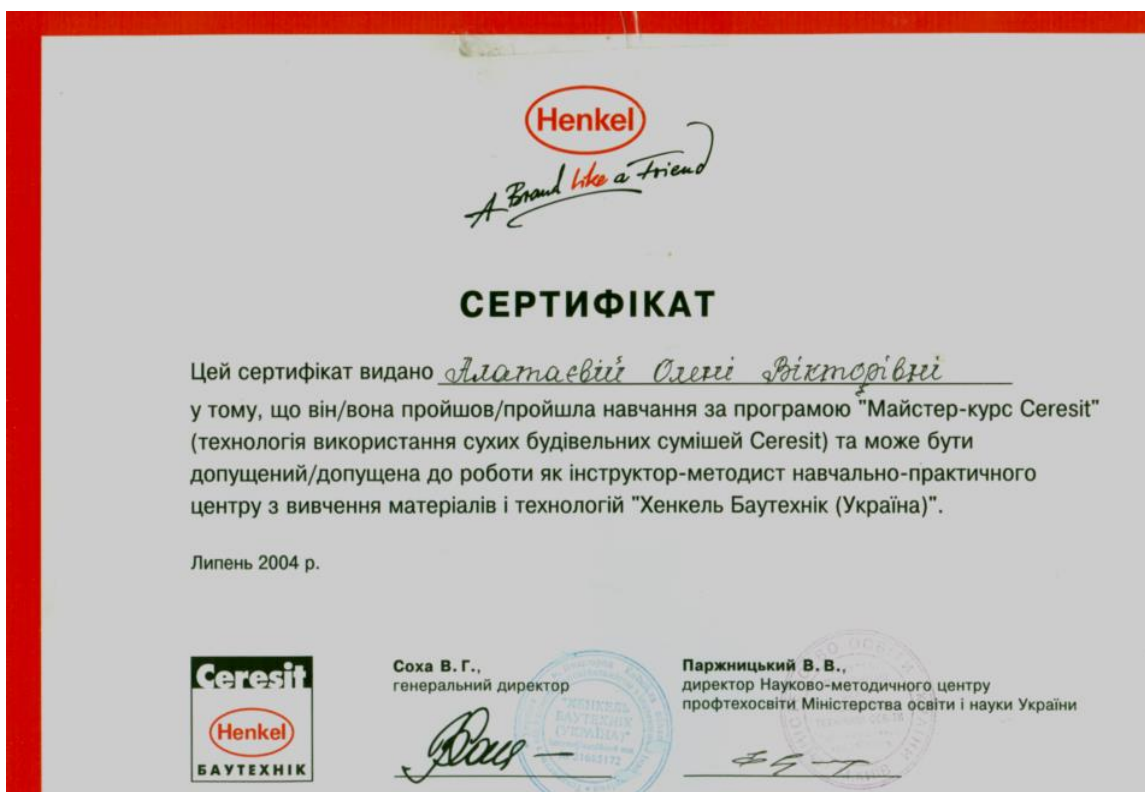 Henkel
A Brand like a Friend
СЕРТИФІКАТ
Цей сертифікат видано Алатаєвій Олені Вікторівні
у тому, що він/вона пройшов/пройшла навчання за програмою "Майстер-курс Ceresit"
(технологія використання сухих будівельних сумішей Ceresit) та може бути
допущений/допущена до роботи як інструктор-методист навчально-практичного
центру з вивчення матеріалів і технологій "Хенкель Баутехнік (Україна)".
Липень 2004 р.
Ceresit
Henkel
БАУТЕХНІК
Соха В. Г.,
генеральний директор
"ХЕНКЕЛЬ
БАУТЕХНІК
(УКРАЇНА)"
Паржницький В. В.,
директор Науково-методичного центру
профтехосвіти Міністерства освіти і науки України